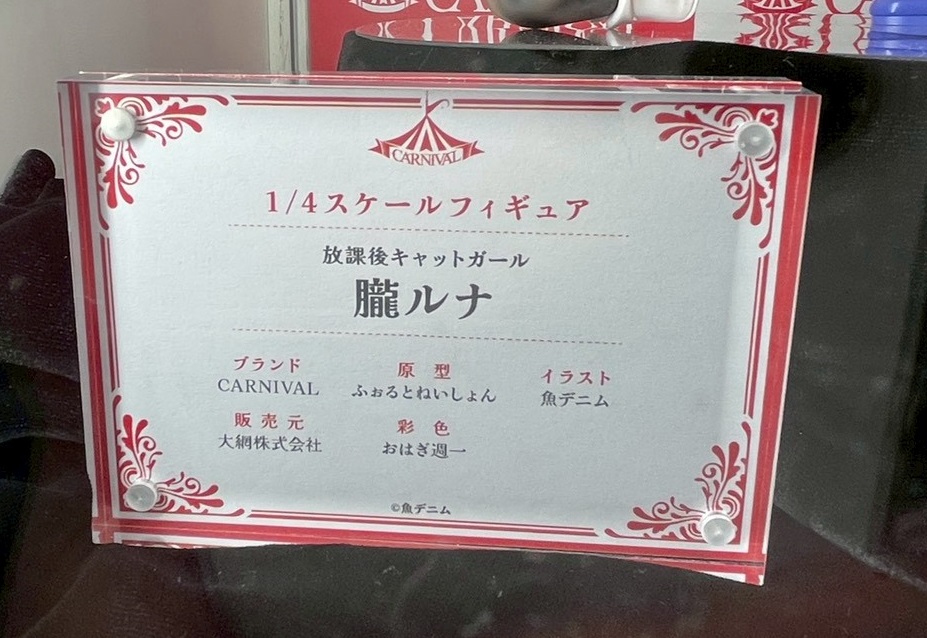 CARNIVAL
1/4スケールフィギュア
放課後キャットガール
朧ルナ
ブランド
CARNIVAL
原型
ふぉるとねいしょん
イラスト
魚デニム
販売元
大網株式会社
彩色
おはぎ週一
©魚デニム